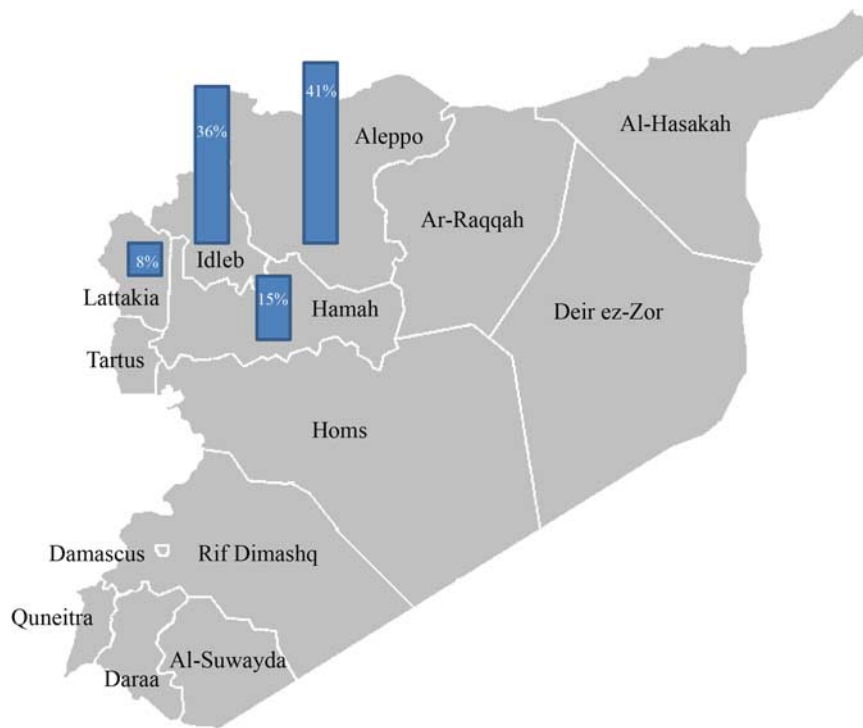 41%
36%
Aleppo
Al-Hasakah
Ar-Raqqah
Idleb
8%
Lattakia
15%
Hamah
Deir ez-Zor
Tartus
Homs
Damascus
Rif Dimashq
Quneitra
Al-Suwayda
Daraa